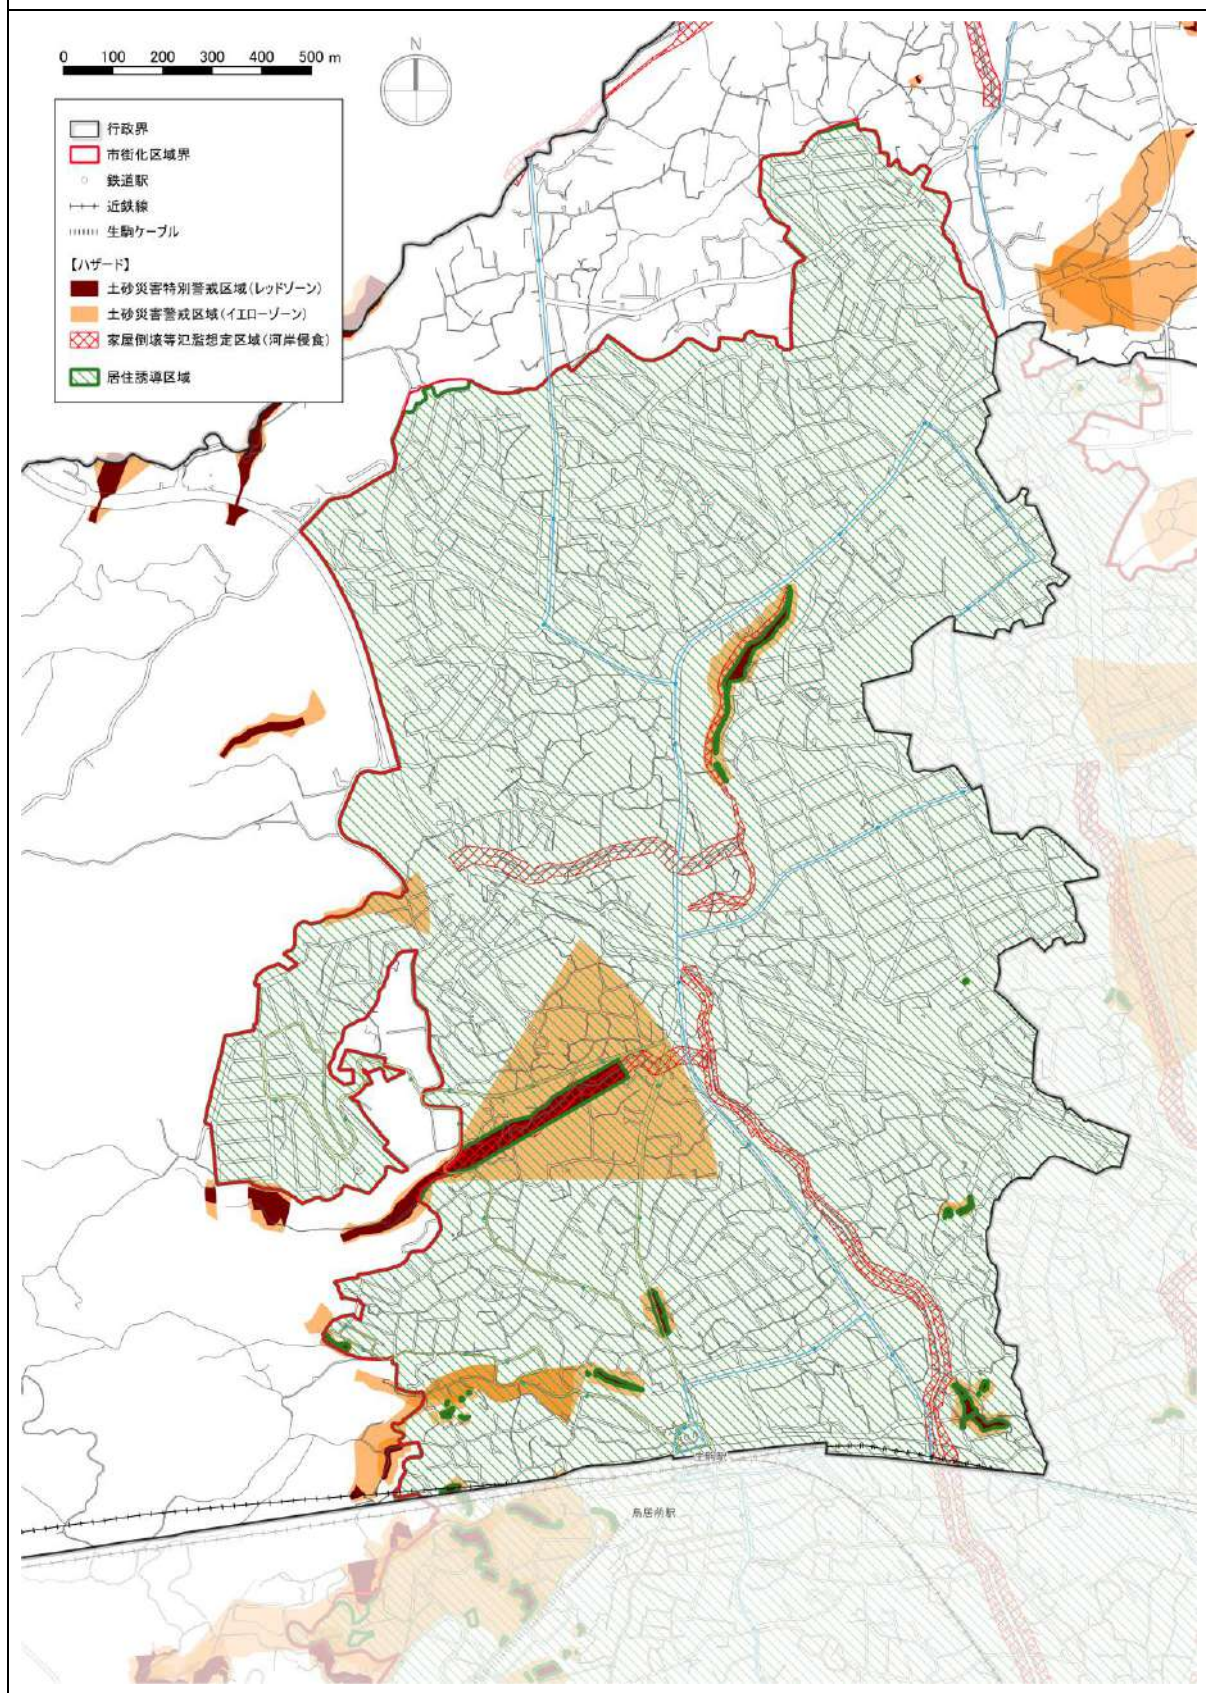 0 100 200 300 400 500 m
N
行政界
市街化区域界
鉄道駅
近鉄線
生駒ケーブル
【ハザード】
土砂災害特別警戒区域(レッドゾーン)
土砂災害警戒区域(イエローゾーン)
家屋倒壊等氾濫想定区域(河岸侵食)
居住誘導区域
生駒駅
鳥居前駅